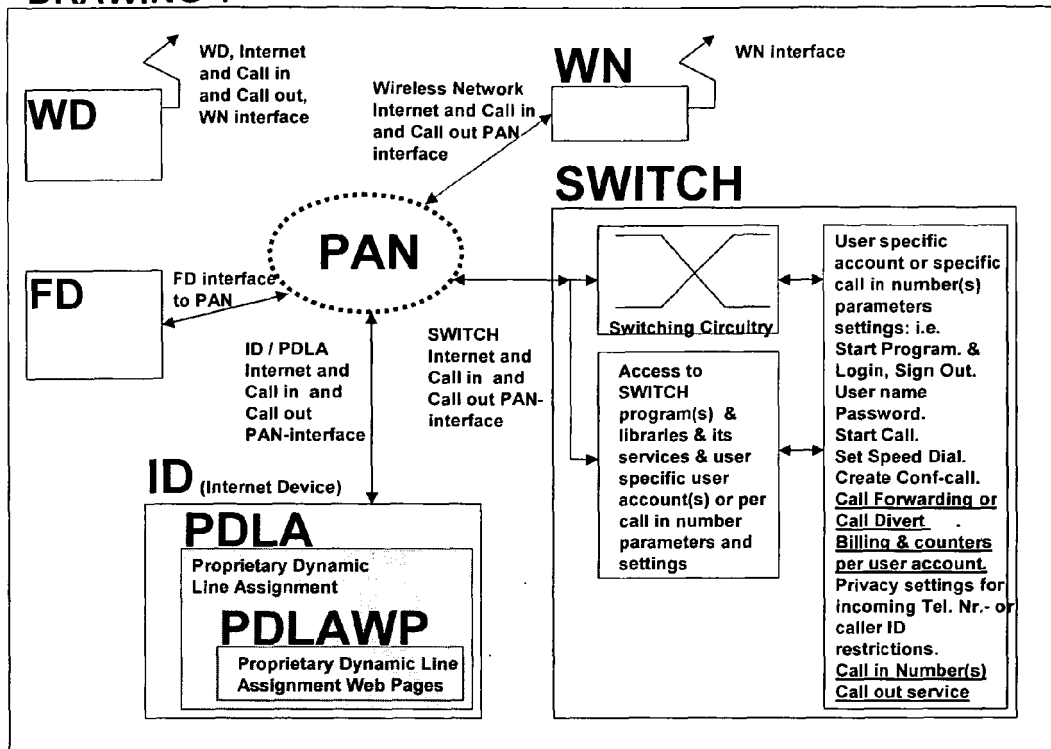 WD, Internet
and Call in
and Call out,
WN interface
WD
WN
WN interface
Wireless Network
Internet and Call in
and Call out PAN
interface
SWITCH
PAN
FD
FD interface
to PAN
ID / PDLA
Internet and
Call in and
Call out
PAN-interface
SWITCH
Internet and
Call in and
Call out PAN-
interface
Switching Circuitry
Access to
SWITCH
program(s) &
libraries & its
services & user
specific user
account(s) or per
call in number
parameters and
settings
User specific
account or specific
call in number(s)
parameters
settings: i.e.
Start Program. &
Login, Sign Out.
User name
Password.
Start Call.
Set Speed Dial.
Create Conf-call.
Call Forwarding or
Call Divert .
Billing & counters
per user account.
Privacy settings for
incoming Tel. Nr.- or
caller ID
restrictions.
Call in Number(s)
Call out service
ID (Internet Device)
PDLA
Proprietary Dynamic
Line Assignment
PDLAWP
Proprietary Dynamic Line
Assignment Web Pages